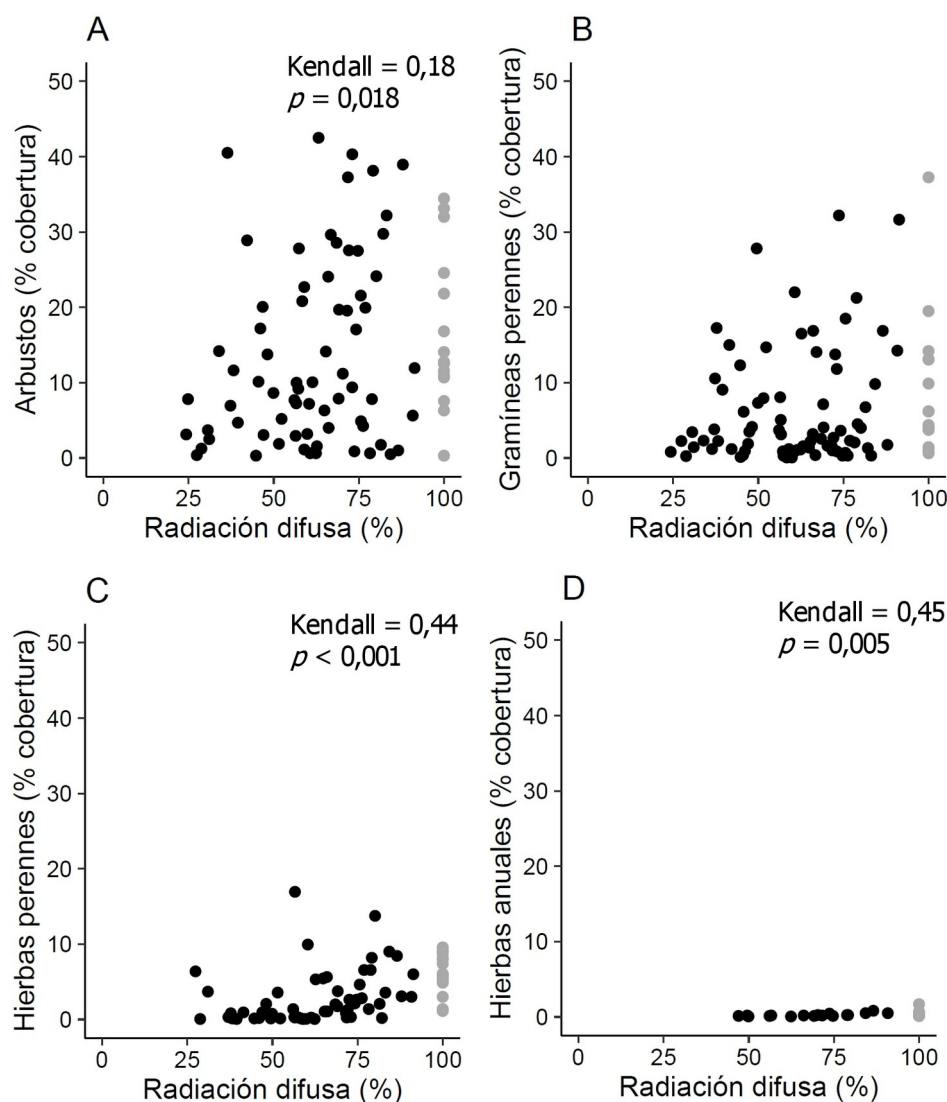 A
Kendall = 0,18
p = 0,018
Arbustos (% cobertura)
50
40
30
20
10
0
0 25 50 75 100
Radiación difusa (%)
B
Gramíneas perennes (% cobertura)
50
40
30
20
10
0
0 25 50 75 100
Radiación difusa (%)
C
Kendall = 0,44
p < 0,001
Hierbas perennes (% cobertura)
50
40
30
20
10
0
0 25 50 75 100
Radiación difusa (%)
D
Kendall = 0,45
p = 0,005
Hierbas anuales (% cobertura)
50
40
30
20
10
0
0 25 50 75 100
Radiación difusa (%)